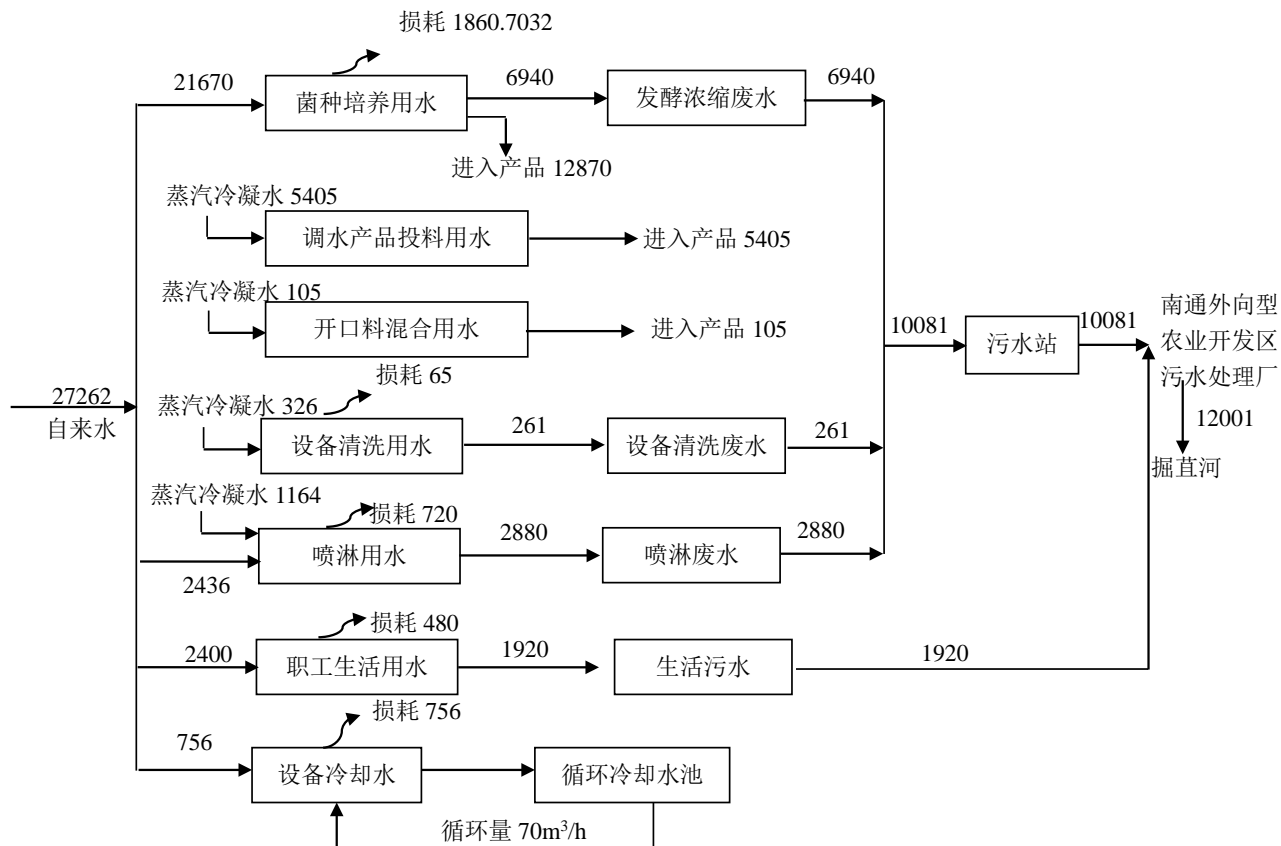 损耗 1860.7032
21670
菌种培养用水
6940
发酵浓缩废水
6940
进入产品 12870
蒸汽冷凝水 5405
调水产品投料用水
进入产品 5405
蒸汽冷凝水 105
开口料混合用水
进入产品 105
10081
污水站
10081
南通外向型
农业开发区
污水处理厂
12001
掘苴河
27262
自来水
损耗 65
蒸汽冷凝水 326
设备清洗用水
261
设备清洗废水
261
蒸汽冷凝水 1164
损耗 720
喷淋用水
2880
喷淋废水
2880
2436
损耗 480
2400
职工生活用水
1920
生活污水
1920
损耗 756
756
设备冷却水
循环冷却水池
循环量 70m³/h